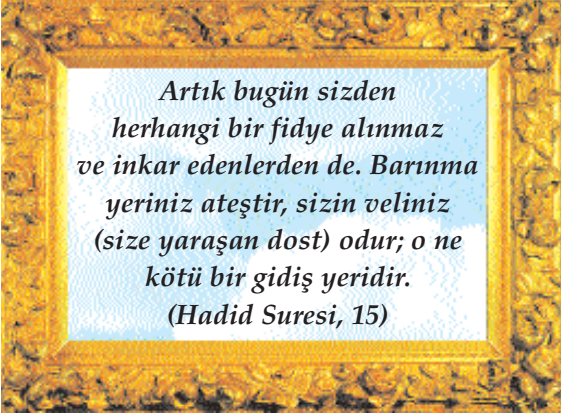 Artık bugün sizden
herhangi bir fidye alınmaz
ve inkar edenlerden de. Barınma
yeriniz ateştir, sizin veliniz
(size yaraşan dost) odur; o ne
kötü bir gidiş yeridir.
(Hadid Suresi, 15)